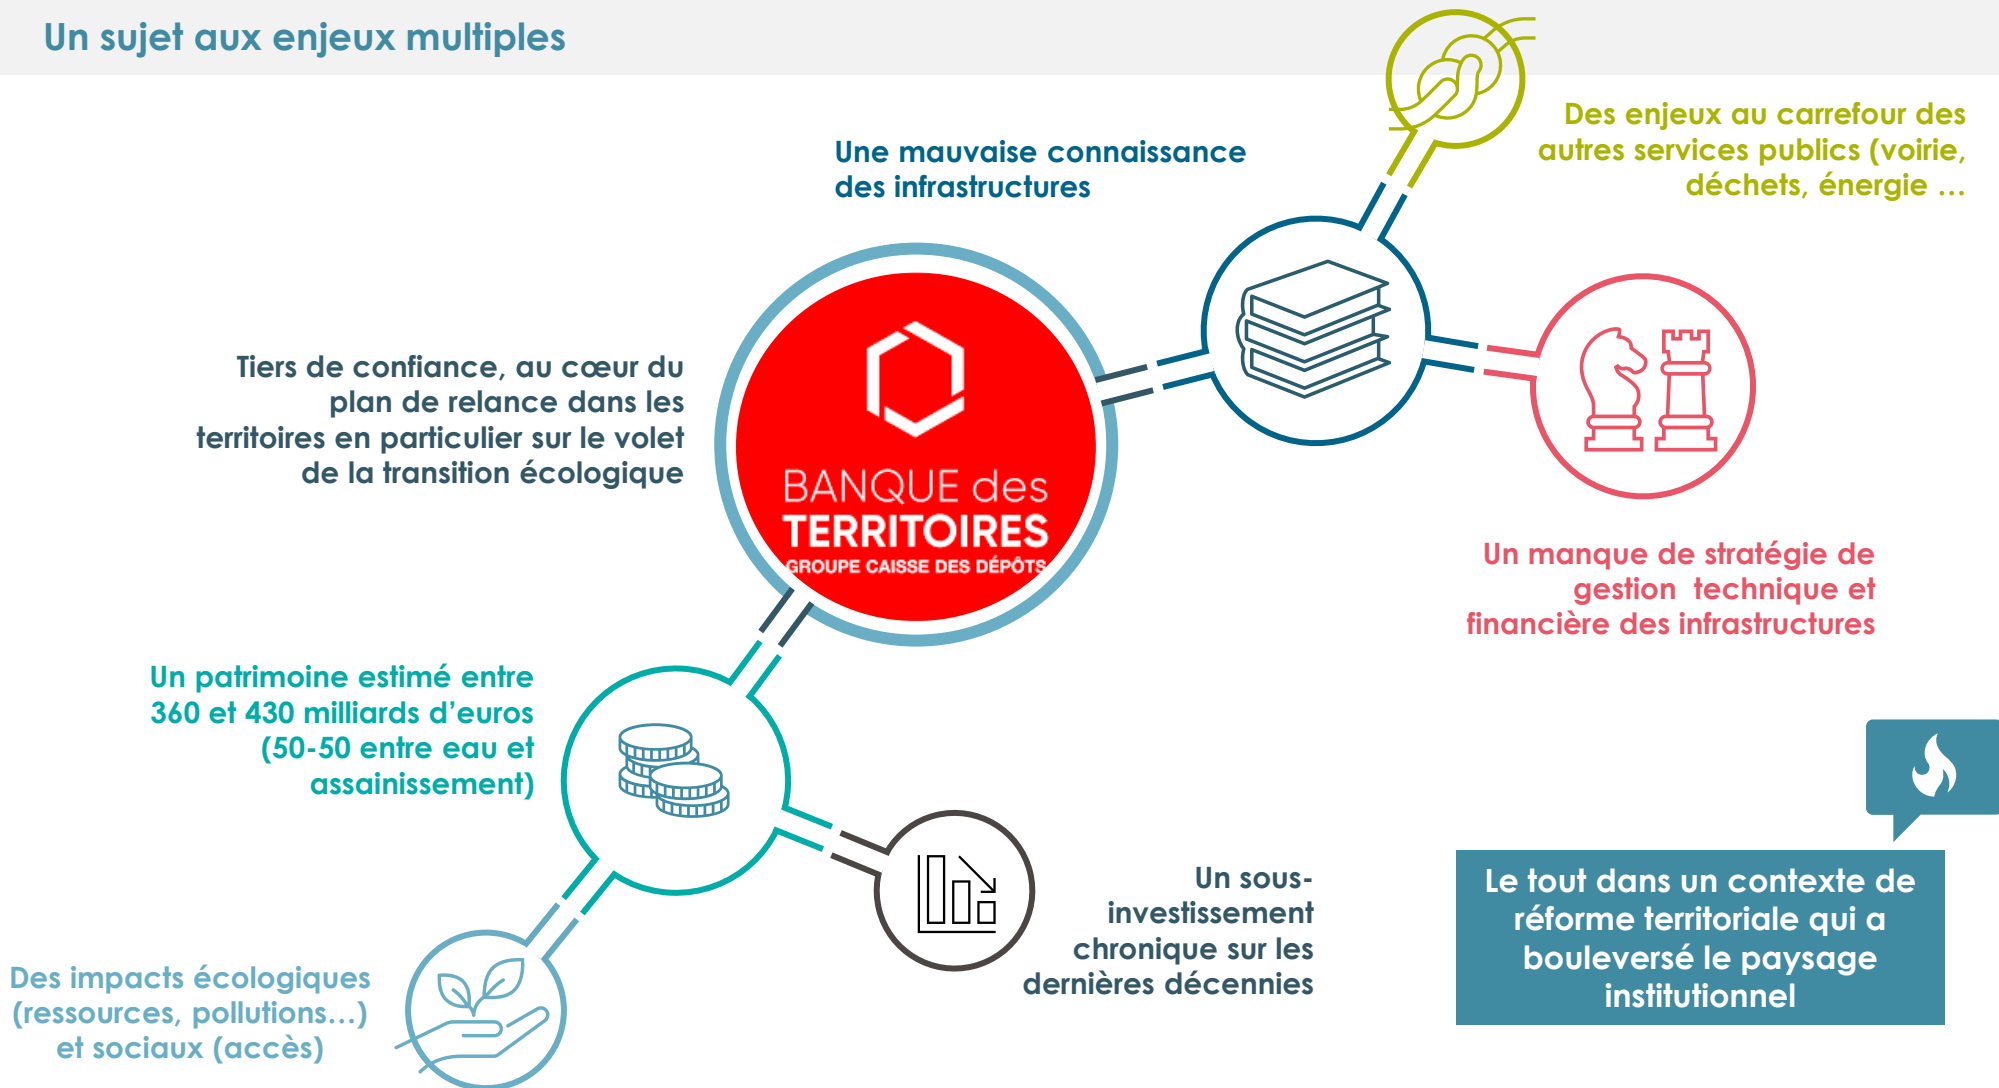 Un sujet aux enjeux multiples
Des enjeux au carrefour des
autres services publics (voirie,
déchets, énergie …
Une mauvaise connaissance
des infrastructures
Tiers de confiance, au cœur du
plan de relance dans les
territoires en particulier sur le volet
de la transition écologique
BANQUE des
TERRITOIRES
GROUPE CAISSE DES DÉPÔTS
Un manque de stratégie de
gestion technique et
financière des infrastructures
Un patrimoine estimé entre
360 et 430 milliards d’euros
(50-50 entre eau et
assainissement)
Un sous-
investissement
chronique sur les
dernières décennies
Le tout dans un contexte de
réforme territoriale qui a
bouleversé le paysage
institutionnel
Des impacts écologiques
(ressources, pollutions…)
et sociaux (accès)